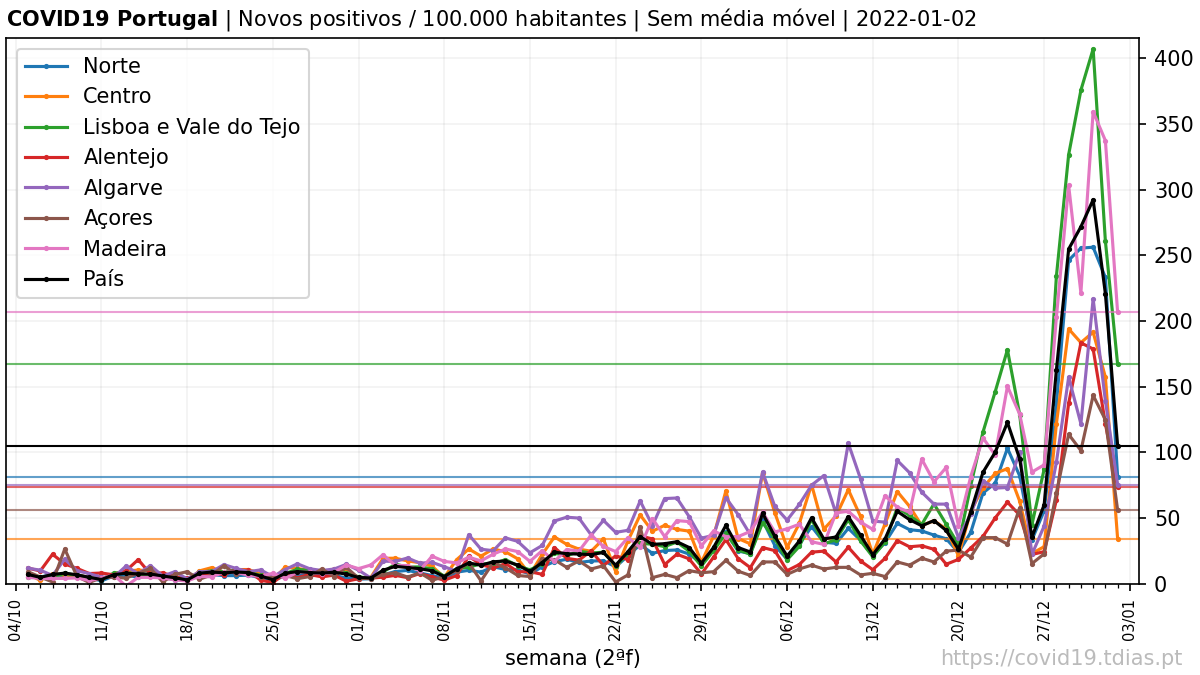 COVID19 Portugal | Novos positivos / 100.000 habitantes | Sem média móvel | 2022-01-02
Norte
Centro
Lisboa e Vale do Tejo
Alentejo
Algarve
Açores
Madeira
País
400
350
300
250
200
150
100
50
0
04/10
11/10
18/10
25/10
01/11
08/11
15/11
22/11
29/11
06/12
13/12
20/12
27/12
03/01
semana (2ªf)
https://covid19.tdias.pt